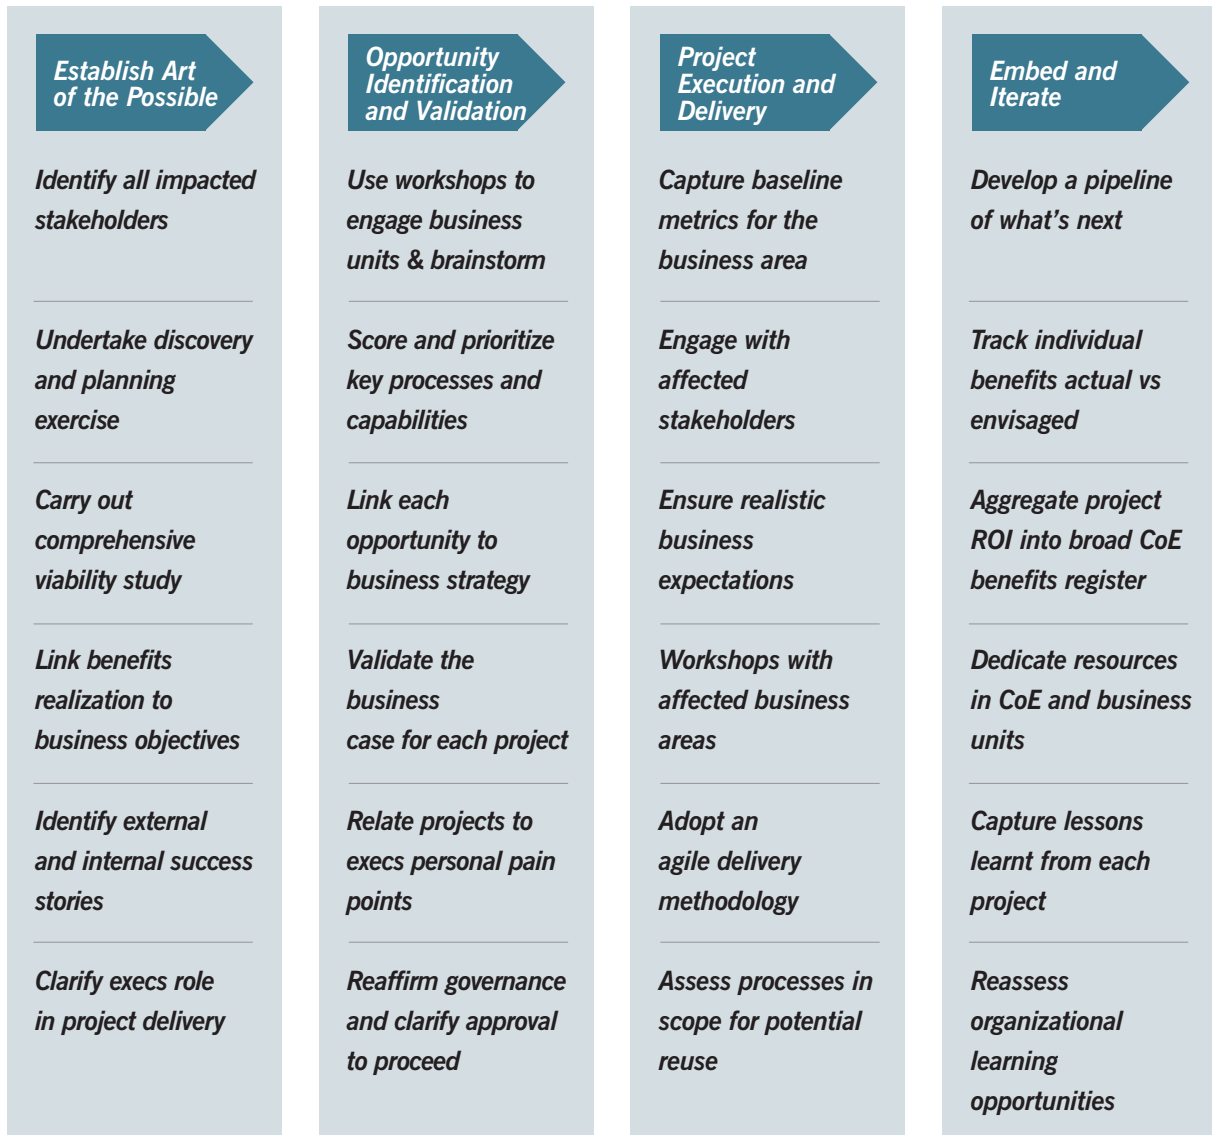 Establish Art
of the Possible
Identify all impacted
stakeholders
Undertake discovery
and planning
exercise
Carry out
comprehensive
viability study
Link benefits
realization to
business objectives
Identify external
and internal success
stories
Clarify execs role
in project delivery
Opportunity
Identification
and Validation
Use workshops to
engage business
units & brainstorm
Score and prioritize
key processes and
capabilities
Link each
opportunity to
business strategy
Validate the
business
case for each project
Relate projects to
execs personal pain
points
Reaffirm governance
and clarify approval
to proceed
Project
Execution and
Delivery
Capture baseline
metrics for the
business area
Engage with
affected
stakeholders
Ensure realistic
business
expectations
Workshops with
affected business
areas
Adopt an
agile delivery
methodology
Assess processes in
scope for potential
reuse
Embed and
Iterate
Develop a pipeline
of what's next
Track individual
benefits actual vs
envisaged
Aggregate project
ROI into broad CoE
benefits register
Dedicate resources
in CoE and business
units
Capture lessons
learnt from each
project
Reassess
organizational
learning
opportunities